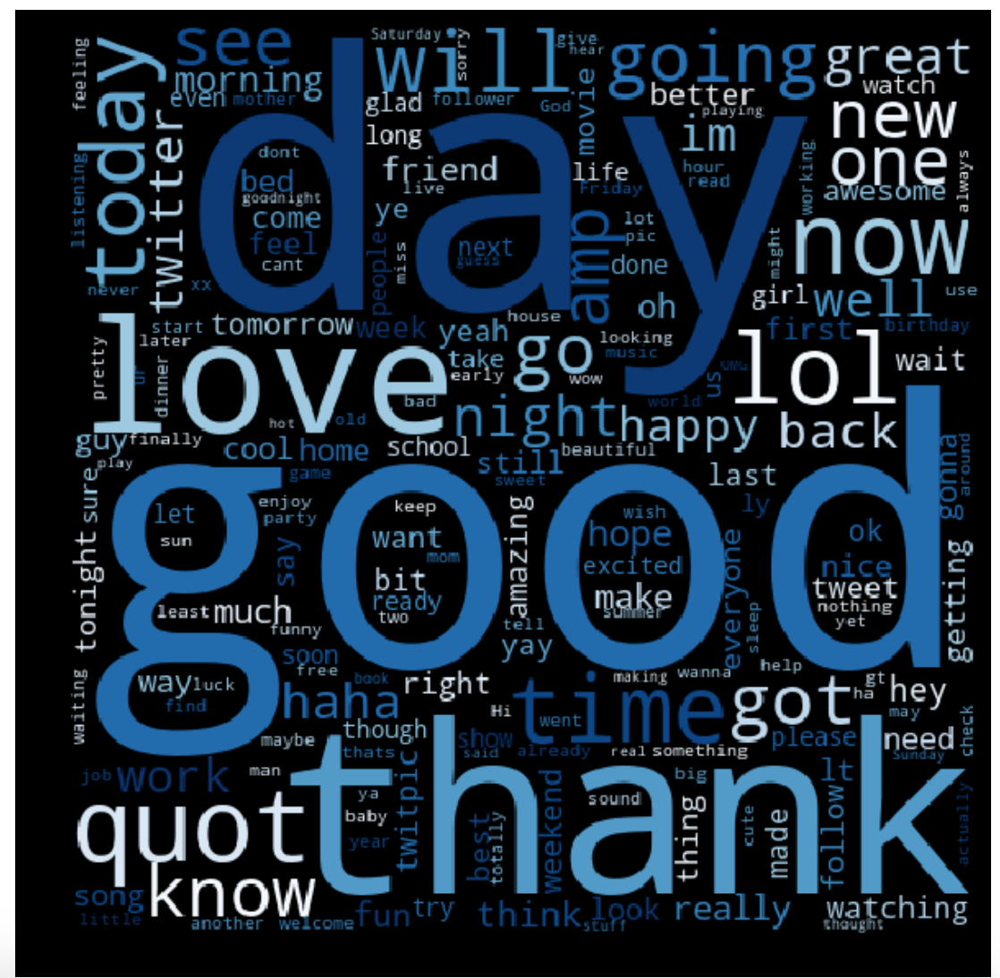 feeling
today
see
morning
even
mother
twitter
listening
never
xx
Saturday
will
sorry
give
hear
glad
follower
God
long
friend
live
movie
going
better
playing
im
great
watch
new
one
awesome
always
working
day
dont
bed
goodnight
come
feel
cant
ye
people
miss
next
guess
life
Friday
hour
read
lot
pic
amp
done
oh
might
now
girl
well
use
start
tomorrow
week
yeah
house
looking
music
first
birthday
pretty
later
dinner
ur
love
take
early
go
wow
us
OMG
lol
wait
bad
hot
old
night
world
happy
back
guy
finally
cool
home
school
beautiful
play
game
still
sweet
last
gonna
around
good
sure
let
sun
enjoy
party
say
keep
want
mom
bit
ready
two
amazing
wish
hope
excited
make
summer
ly
everyone
ok
nice
tweet
nothing
yet
getting
tonight
least
much
funny
tell
yay
sleep
soon
free
waiting
way
luck
find
haha
book
right
making
wanna
help
time
got
gt
ha
hey
may
check
Hi
went
maybe
though
thats
show
said
already
real
something
please
need
Sunday
job
work
man
thank
ya
baby
year
twitpic
best
totally
weekend
sound
big
thing
cute
made
lt
follow
actually
quot
know
song
little
another
welcome
fun
try
think
look
stuff
really
watching
thought